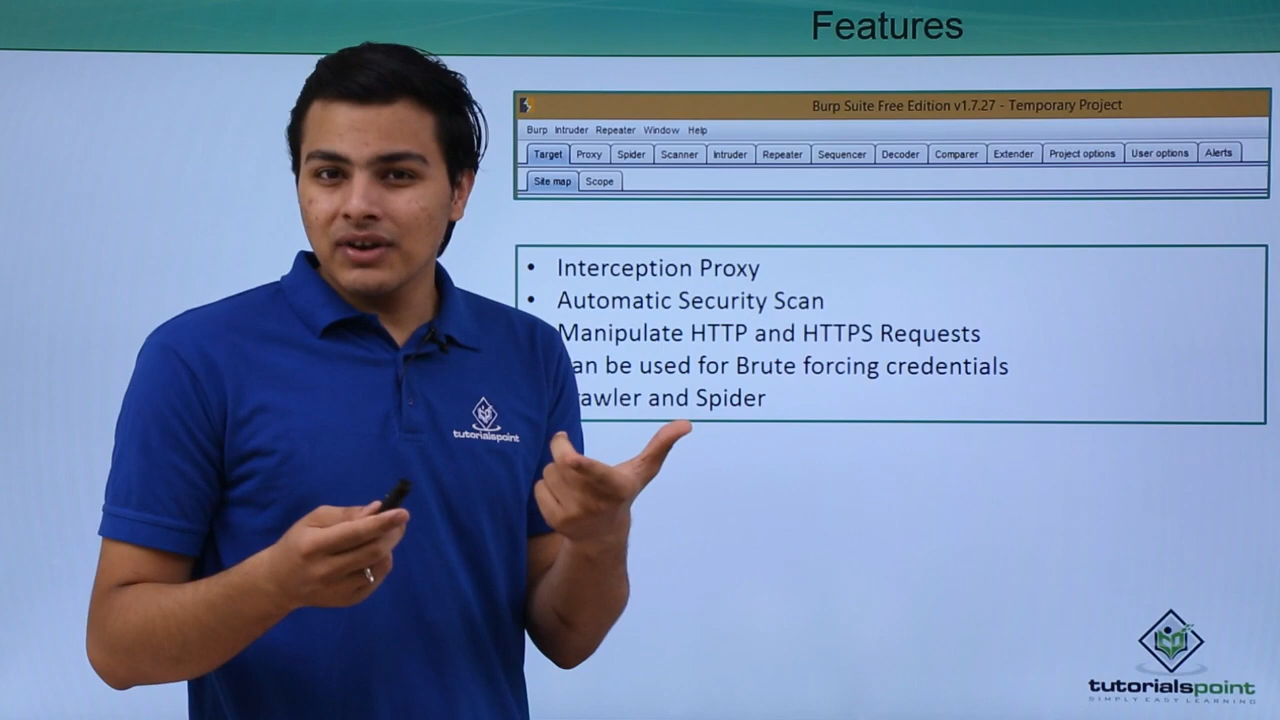 Features
Burp Suite Free Edition v1.7.27 - Temporary Project
Burp Intruder Repeater Window Help
Target Proxy Spider Scanner Intruder Repeater Sequencer Decoder Comparer Extender Project options User options Alerts
Site map Scope
• Interception Proxy
• Automatic Security Scan
Manipulate HTTP and HTTPS Requests
an be used for Brute forcing credentials
rawler and Spider
tutorialspoint
tutorialspoint
SIMPLY EASY LEARNING